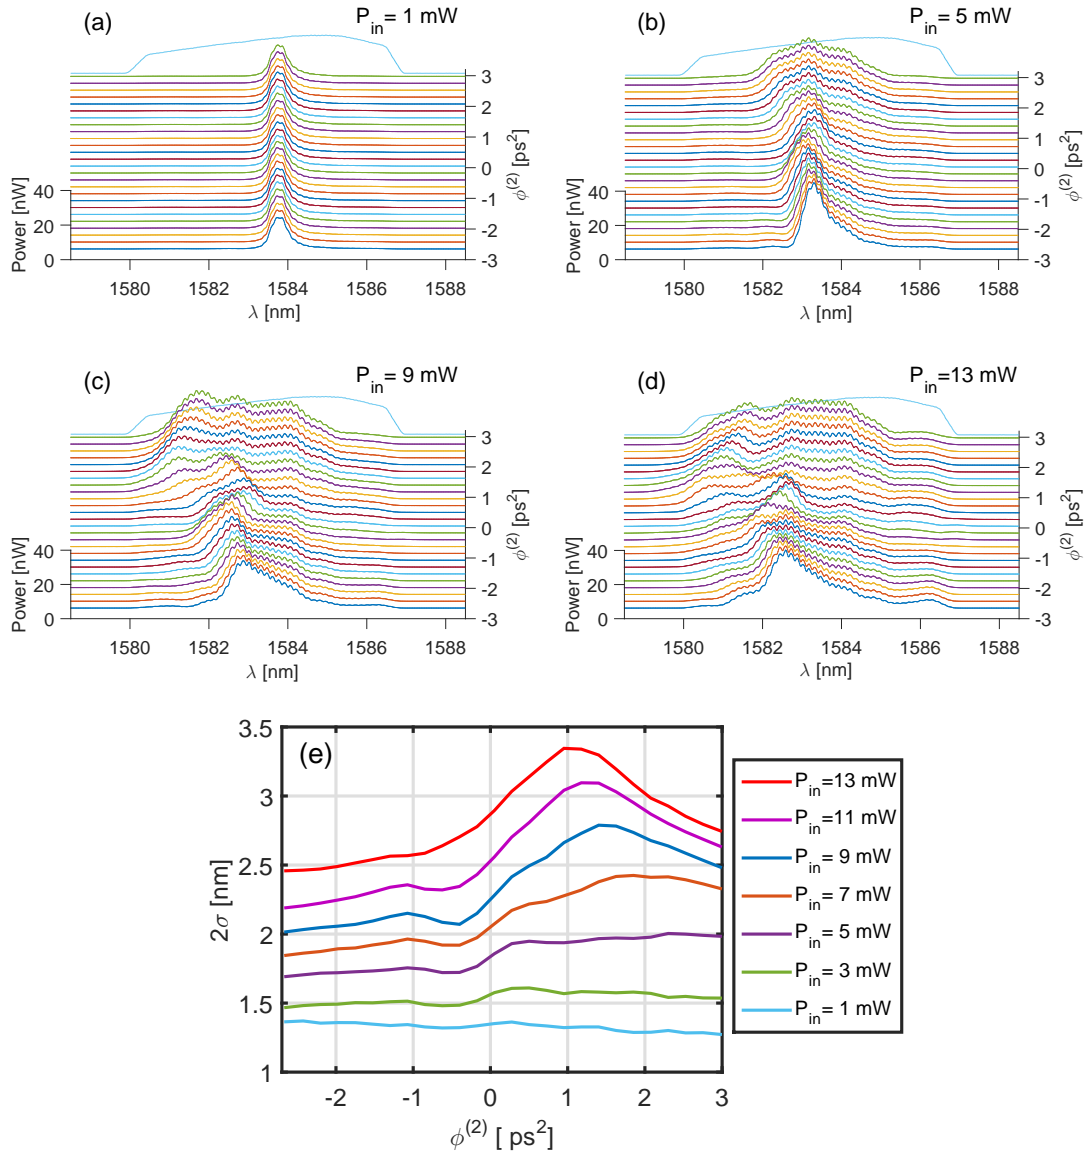 (a)
P_in= 1 mW
3
2
1
0
-1
-2
-3
ϕ^(2) [ps^2]
40
20
0
Power [nW]
1580 1582 1584 1586 1588
λ [nm]
(b)
P_in= 5 mW
3
2
1
0
-1
-2
-3
ϕ^(2) [ps^2]
40
20
0
Power [nW]
1580 1582 1584 1586 1588
λ [nm]
(c)
P_in= 9 mW
3
2
1
0
-1
-2
-3
ϕ^(2) [ps^2]
40
20
0
Power [nW]
1580 1582 1584 1586 1588
λ [nm]
(d)
P_in=13 mW
3
2
1
0
-1
-2
-3
ϕ^(2) [ps^2]
40
20
0
Power [nW]
1580 1582 1584 1586 1588
λ [nm]
(e)
3.5
3
2.5
2
1.5
1
2σ [nm]
-2 -1 0 1 2 3
ϕ^(2) [ ps^2]
P_in=13 mW
P_in=11 mW
P_in= 9 mW
P_in= 7 mW
P_in= 5 mW
P_in= 3 mW
P_in= 1 mW